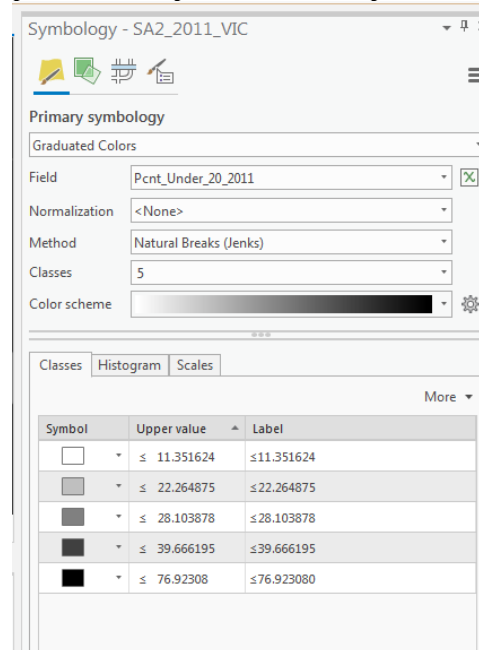 Symbology - SA2_2011_VIC
Primary symbology
Graduated Colors
Field Pcnt_Under_20_2011
Normalization <None>
Method Natural Breaks (Jenks)
Classes 5
Color scheme
Classes Histogram Scales
More
Symbol Upper value Label
≤ 11.351624 ≤11.351624
≤ 22.264875 ≤22.264875
≤ 28.103878 ≤28.103878
≤ 39.666195 ≤39.666195
≤ 76.92308 ≤76.923080